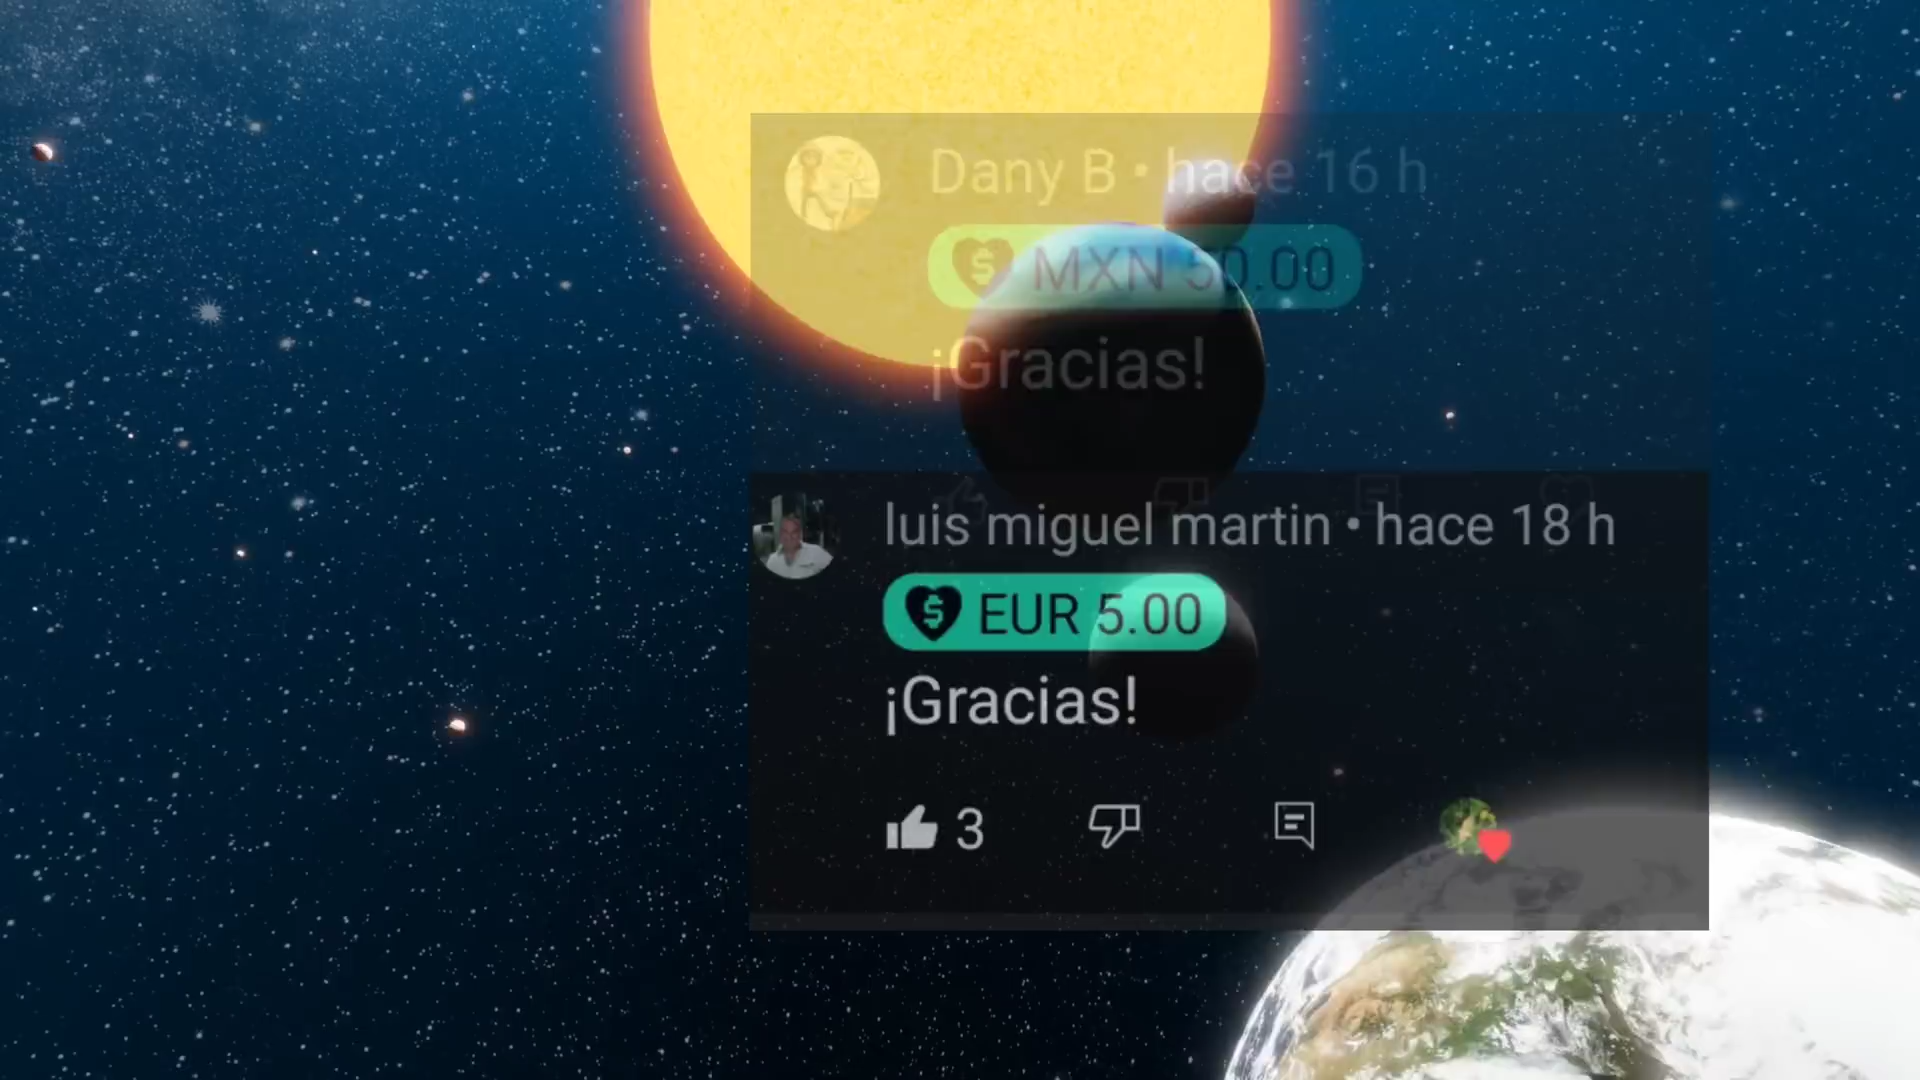 Dany B • hace 16 h
$ MXN 50.00
¡Gracias!
luis miguel martin • hace 18 h
$ EUR 5.00
¡Gracias!
3